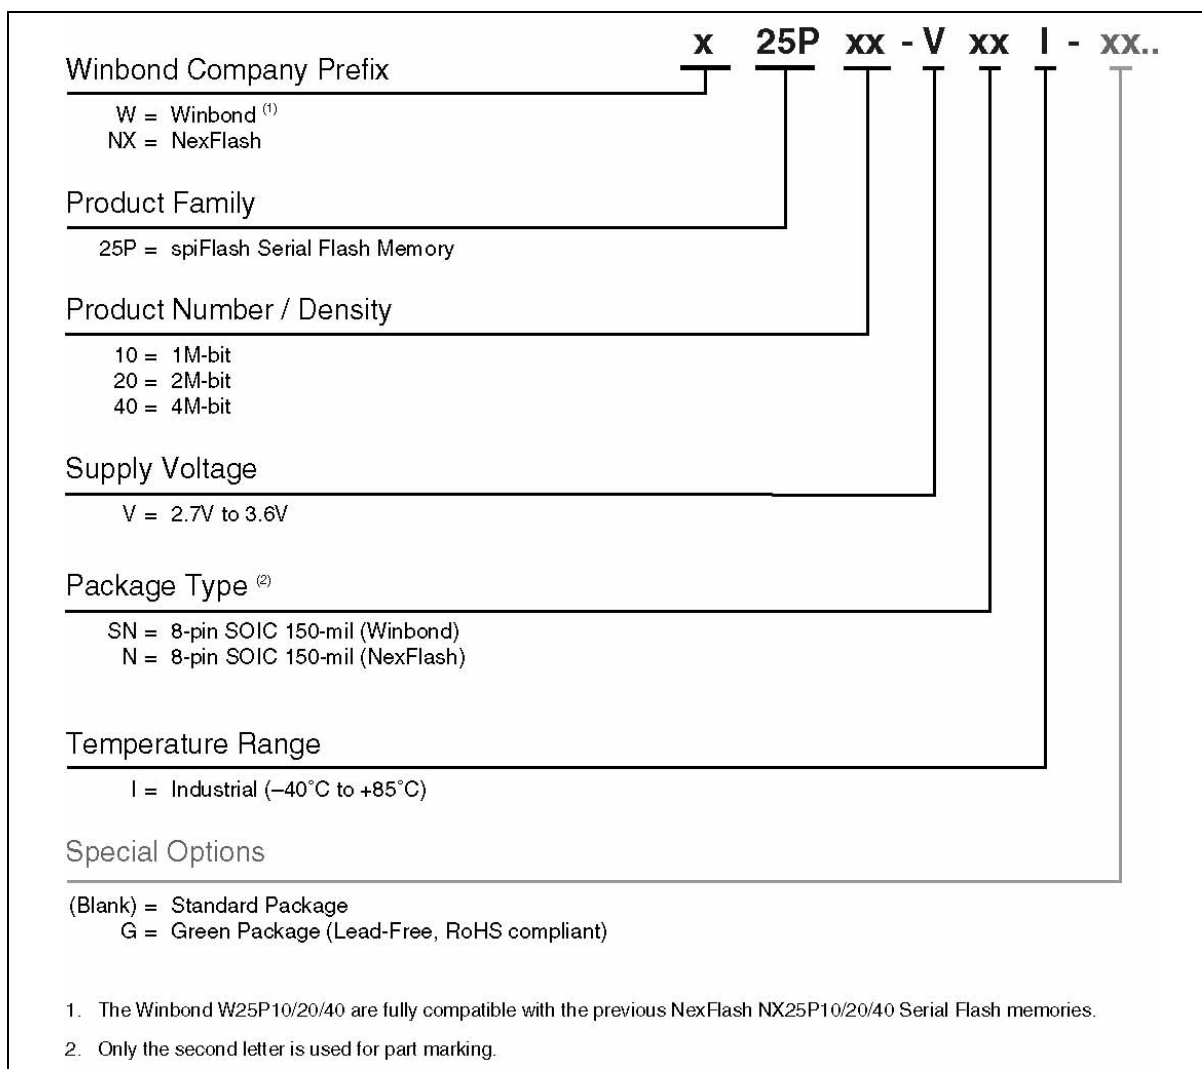 x 25P xx - V xx I - xx..
Winbond Company Prefix
W = Winbond (1)
NX = NexFlash
Product Family
25P = spiFlash Serial Flash Memory
Product Number / Density
10 = 1M-bit
20 = 2M-bit
40 = 4M-bit
Supply Voltage
V = 2.7V to 3.6V
Package Type (2)
SN = 8-pin SOIC 150-mil (Winbond)
N = 8-pin SOIC 150-mil (NexFlash)
Temperature Range
I = Industrial (–40°C to +85°C)
Special Options
(Blank) = Standard Package
G = Green Package (Lead-Free, RoHS compliant)
1. The Winbond W25P10/20/40 are fully compatible with the previous NexFlash NX25P10/20/40 Serial Flash memories.
2. Only the second letter is used for part marking.